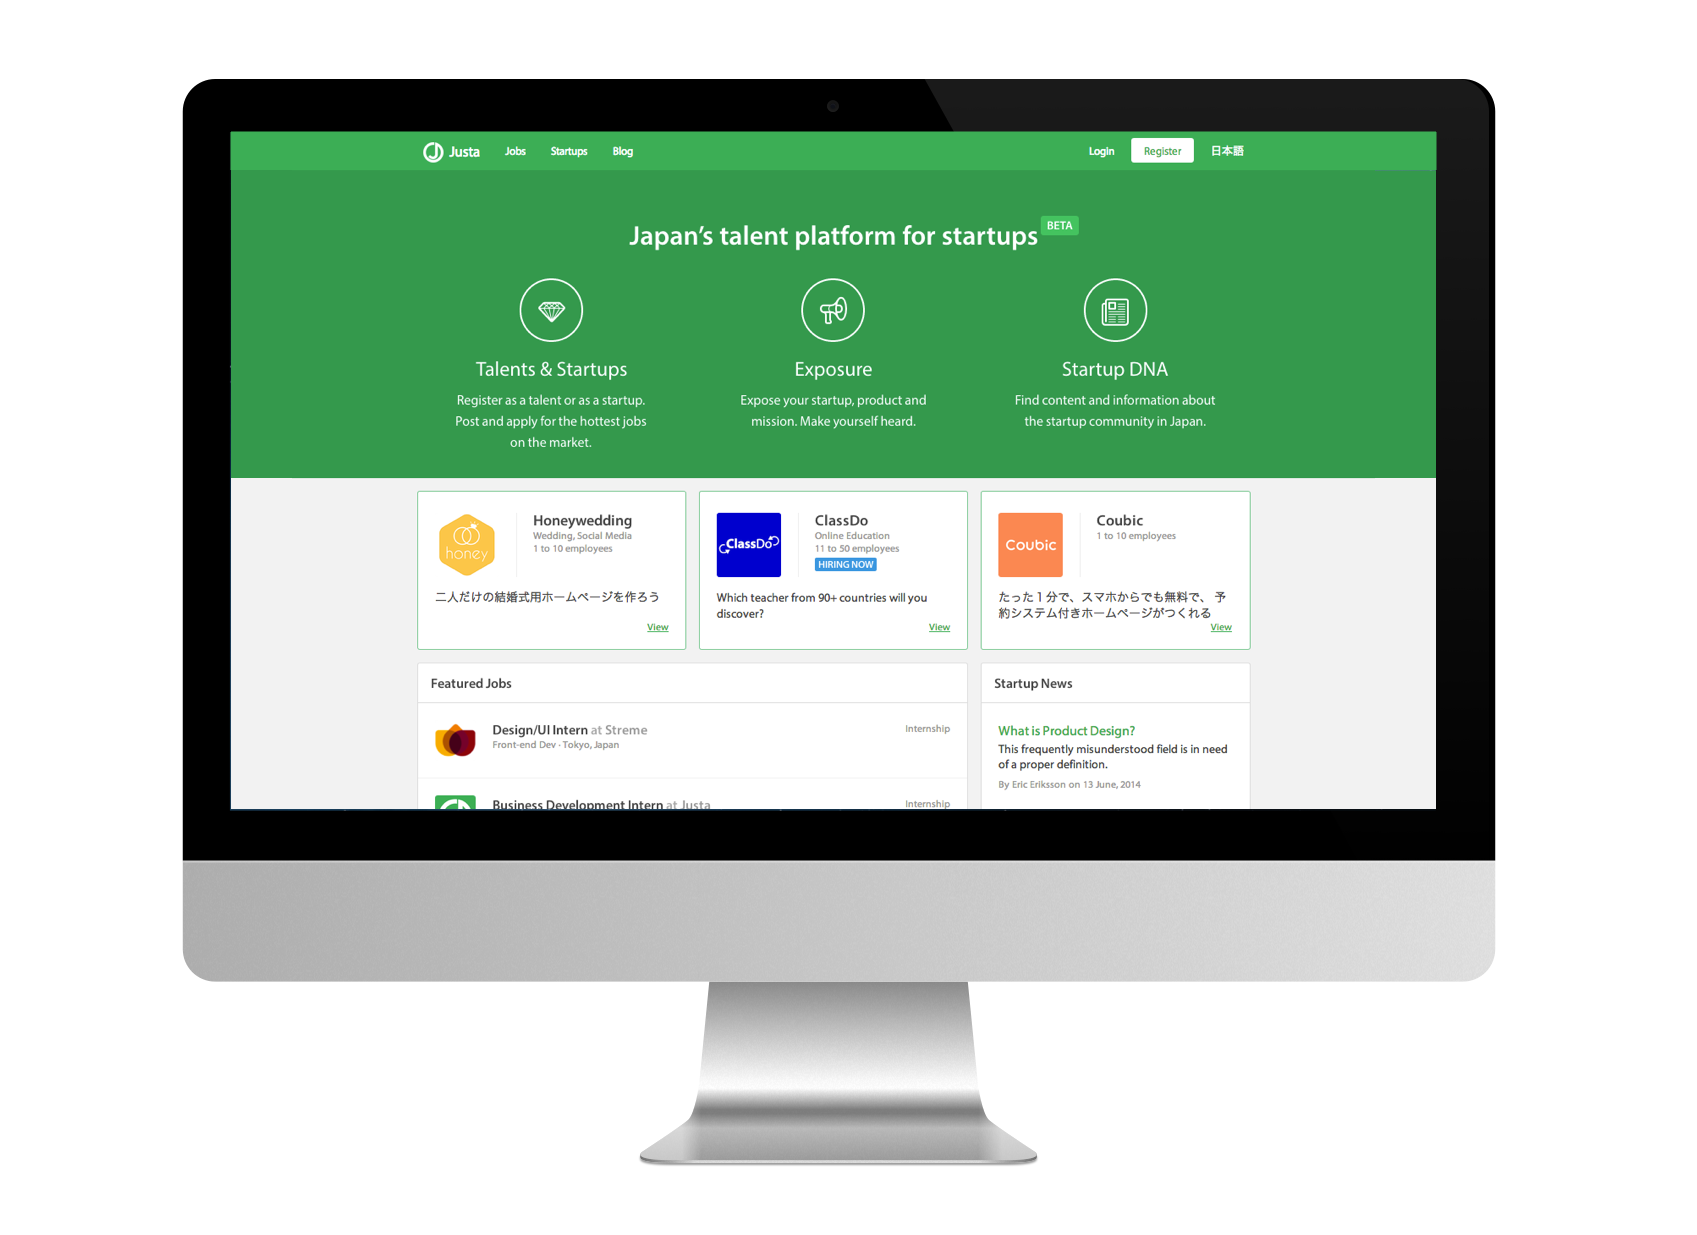 Justa Jobs Startups Blog Login Register 日本語
Japan's talent platform for startups BETA
Talents & Startups
Register as a talent or as a startup.
Post and apply for the hottest jobs
on the market.
Exposure
Expose your startup, product and
mission. Make yourself heard.
Startup DNA
Find content and information about
the startup community in Japan.
honey
Honeywedding
Wedding, Social Media
1 to 10 employees
二人だけの結婚式用ホームページを作ろう
View
ClassDo
ClassDo
Online Education
11 to 50 employees
HIRING NOW
Which teacher from 90+ countries will you
discover?
View
Coubic
Coubic
1 to 10 employees
たった１分で、スマホからでも無料で、 予
約システム付きホームページがつくれる
View
Featured Jobs
Design/UI Intern at Streme
Front-end Dev · Tokyo, Japan
Internship
Business Development Intern at Justa
Internship
Startup News
What is Product Design?
This frequently misunderstood field is in need
of a proper definition.
By Eric Eriksson on 13 June, 2014